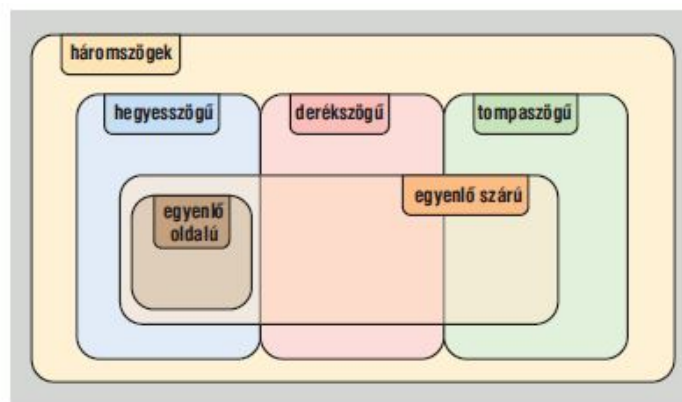 háromszögek
hegyesszögű
derékszögű
tompaszögű
egyenlő szárú
egyenlő
oldalú